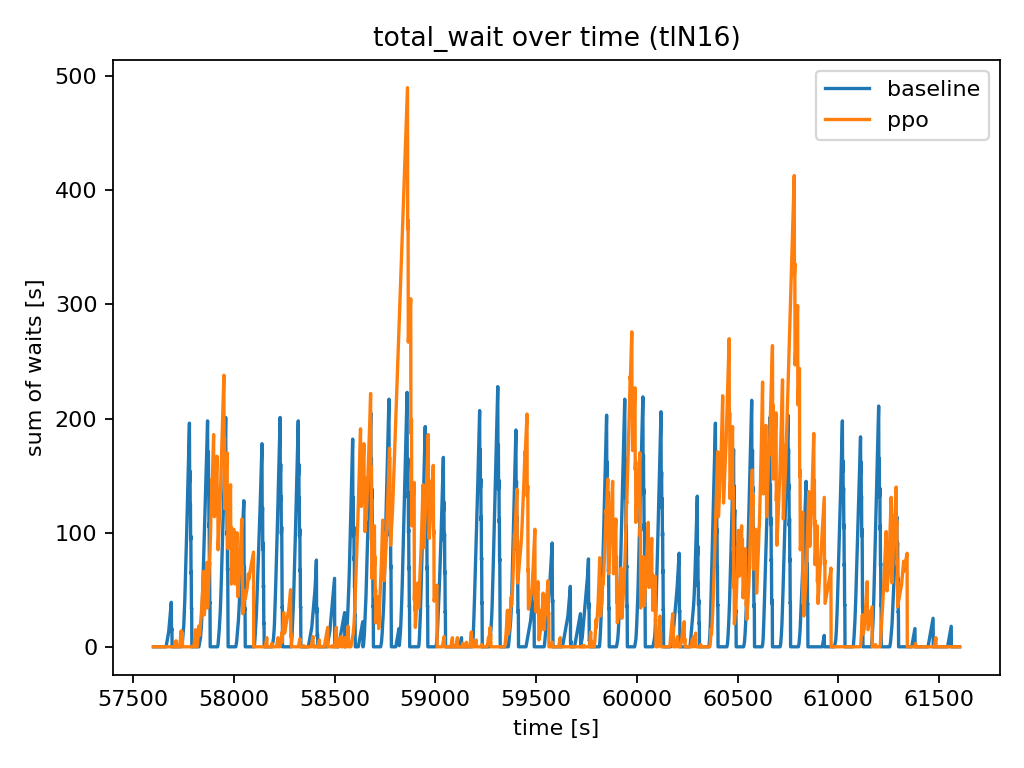 total_wait over time (tlN16)
baseline
ppo
500
400
300
200
100
0
sum of waits [s]
57500 58000 58500 59000 59500 60000 60500 61000 61500
time [s]